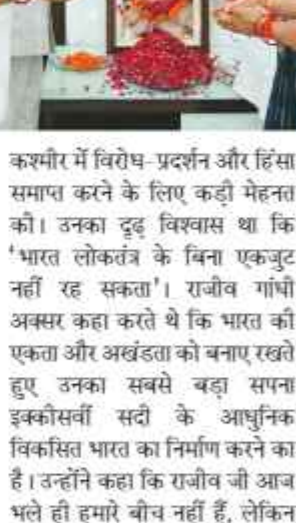 कश्मीर में विरोध-प्रदर्शन और हिंसा
समाप्त करने के लिए कड़ी मेहनत
की। उनका दृढ़ विश्वास था कि
'भारत लोकतंत्र के बिना एकजुट
नहीं रह सकता'। राजीव गांधी
अक्सर कहा करते थे कि भारत की
एकता और अखंडता को बनाए रखते
हुए उनका सबसे बड़ा सपना
इक्कीसवीं सदी के आधुनिक
विकसित भारत का निर्माण करने का
है। उन्होंने कहा कि राजीव जी आज
भले ही हमारे बीच नहीं हैं, लेकिन